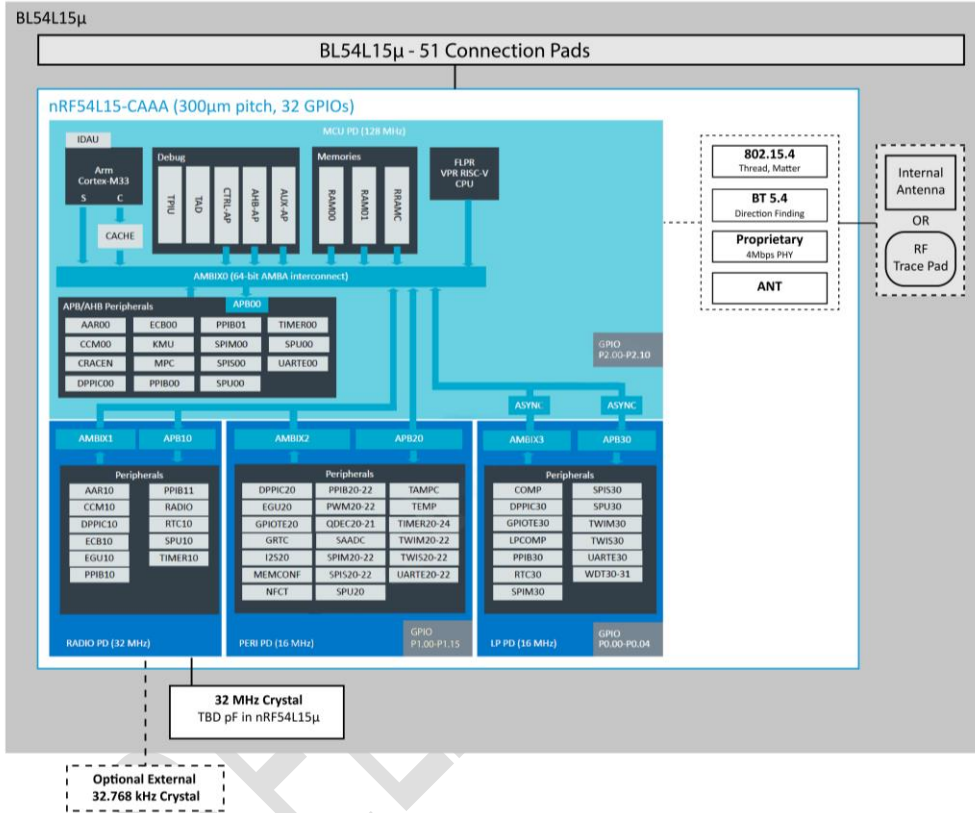 BL54L15µ
BL54L15µ - 51 Connection Pads
nRF54L15-CAAA (300µm pitch, 32 GPIOs)
MCU PD (128 MHz)
IDAU
Arm
Cortex-M33
S C
CACHE
Debug
TPIU
TAD
CTRL-AP
AHB-AP
AUX-AP
Memories
RAM00
RAM01
RRAMC
FLPR
VPR RISC-V
CPU
AMBIX0 (64-bit AMBA interconnect)
APB/AHB Peripherals
APB00
AAR00 ECB00 PPIB01 TIMER00
CCM00 KMU SPIM00 SPU00
CRACEN MPC SPIS00 UARTE00
DPPIC00 PPIB00 SPU00
GPIO
P2.00-P2.10
ASYNC ASYNC
AMBIX1 APB10
Peripherals
AAR10 PPIB11
CCM10 RADIO
DPPIC10 RTC10
ECB10 SPU10
EGU10 TIMER10
PPIB10
RADIO PD (32 MHz)
AMBIX2 APB20
Peripherals
DPPIC20 PPIB20-22 TAMPC
EGU20 PWM20-22 TEMP
GPIOTE20 QDEC20-21 TIMER20-24
GRTC SAADC TWIM20-22
I2S20 SPIM20-22 TWIS20-22
MEMCONF SPIS20-22 UARTE20-22
NFCT SPU20
PERI PD (16 MHz)
GPIO
P1.00-P1.15
AMBIX3 APB30
Peripherals
COMP SPIS30
DPPIC30 SPU30
GPIOTE30 TWIM30
LPCOMP TWIS30
PPIB30 UARTE30
RTC30 WDT30-31
SPIM30
LP PD (16 MHz)
GPIO
P0.00-P0.04
802.15.4
Thread, Matter
BT 5.4
Direction Finding
Proprietary
4Mbps PHY
ANT
Internal
Antenna
OR
RF
Trace Pad
32 MHz Crystal
TBD pF in nRF54L15µ
Optional External
32.768 kHz Crystal